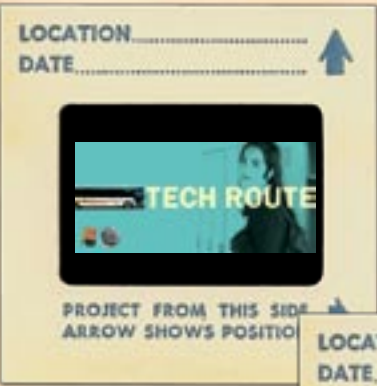 LOCATION
DATE
TECH ROUTE
PROJECT FROM THIS SIDE
ARROW SHOWS POSITIO
LOCA
DATE